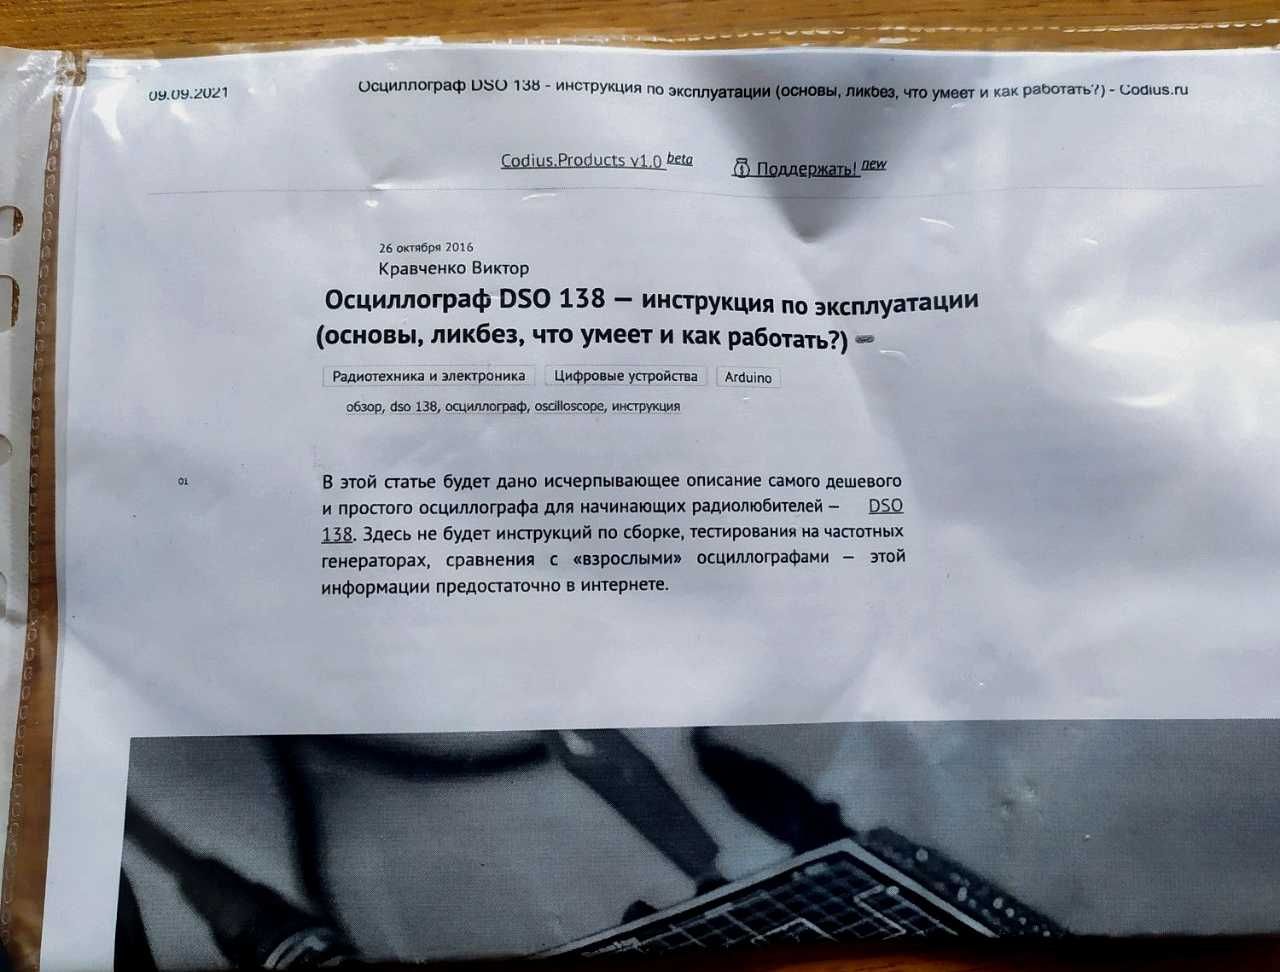 09.09.2021
Осциллограф DSO 138 - инструкция по эксплуатации (основы, ликбез, что умеет и как работать?) - Codius.ru
Codius.Products v1.0 beta
Поддержать! new
26 октября 2016
Кравченко Виктор
Осциллограф DSO 138 — инструкция по эксплуатации
(основы, ликбез, что умеет и как работать?)
Радиотехника и электроника
Цифровые устройства
Arduino
обзор, dso 138, осциллограф, oscilloscope, инструкция
01
В этой статье будет дано исчерпывающее описание самого дешевого
и простого осциллографа для начинающих радиолюбителей — DSO
138. Здесь не будет инструкций по сборке, тестирования на частотных
генераторах, сравнения с «взрослыми» осциллографами — этой
информации предостаточно в интернете.